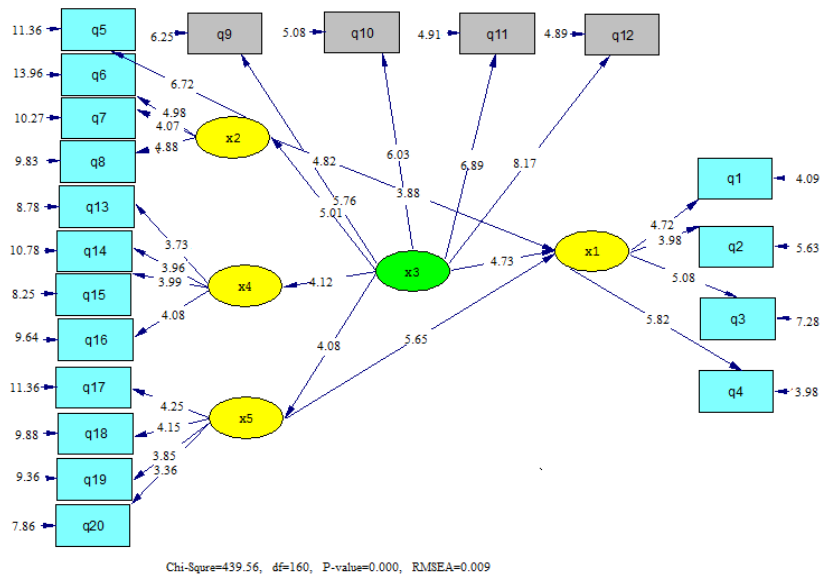 11.36 q5
6.25 q9
5.08 q10
4.91 q11
4.89 q12
13.96 q6
6.72
10.27 q7
4.98
4.07
4.88
x2
9.83 q8
4.82
6.03
6.89
8.17
q1 4.09
8.78 q13
5.76
5.01
3.88
4.72
3.98
q2 5.63
10.78 q14
3.73
3.96
3.99
x4
4.12
x3
4.73
x1
5.08
8.25 q15
4.08
q3 7.28
9.64 q16
4.08
5.65
5.82
11.36 q17
q4 3.98
4.25
4.15
x5
9.88 q18
3.85
3.36
9.36 q19
7.86 q20
Chi-Squre=439.56, df=160, P-value=0.000, RMSEA=0.009